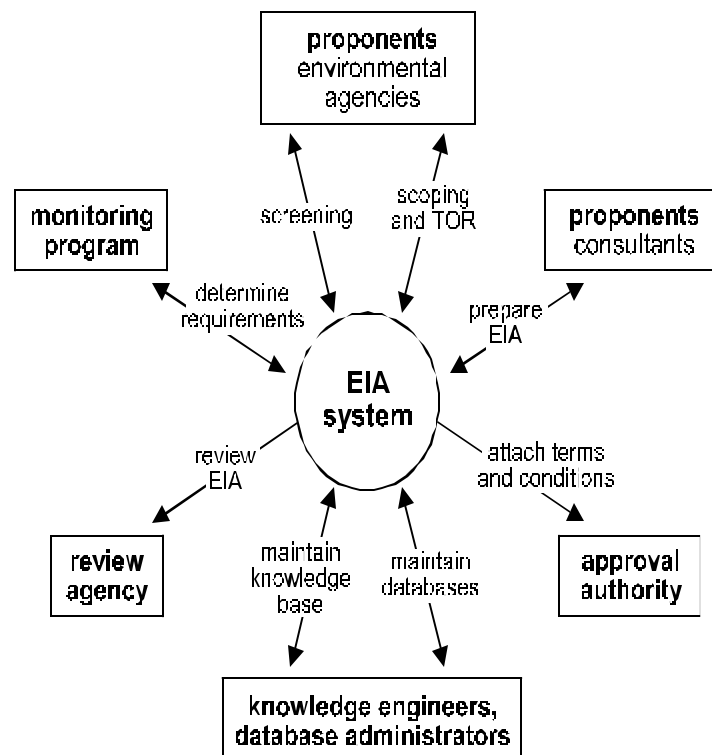 proponents
environmental
agencies
screening
scoping
and TOR
monitoring
program
proponents
consultants
determine
requirements
prepare
EIA
EIA
system
review
EIA
attach terms
and conditions
review
agency
maintain
knowledge
base
maintain
databases
approval
authority
knowledge engineers,
database administrators